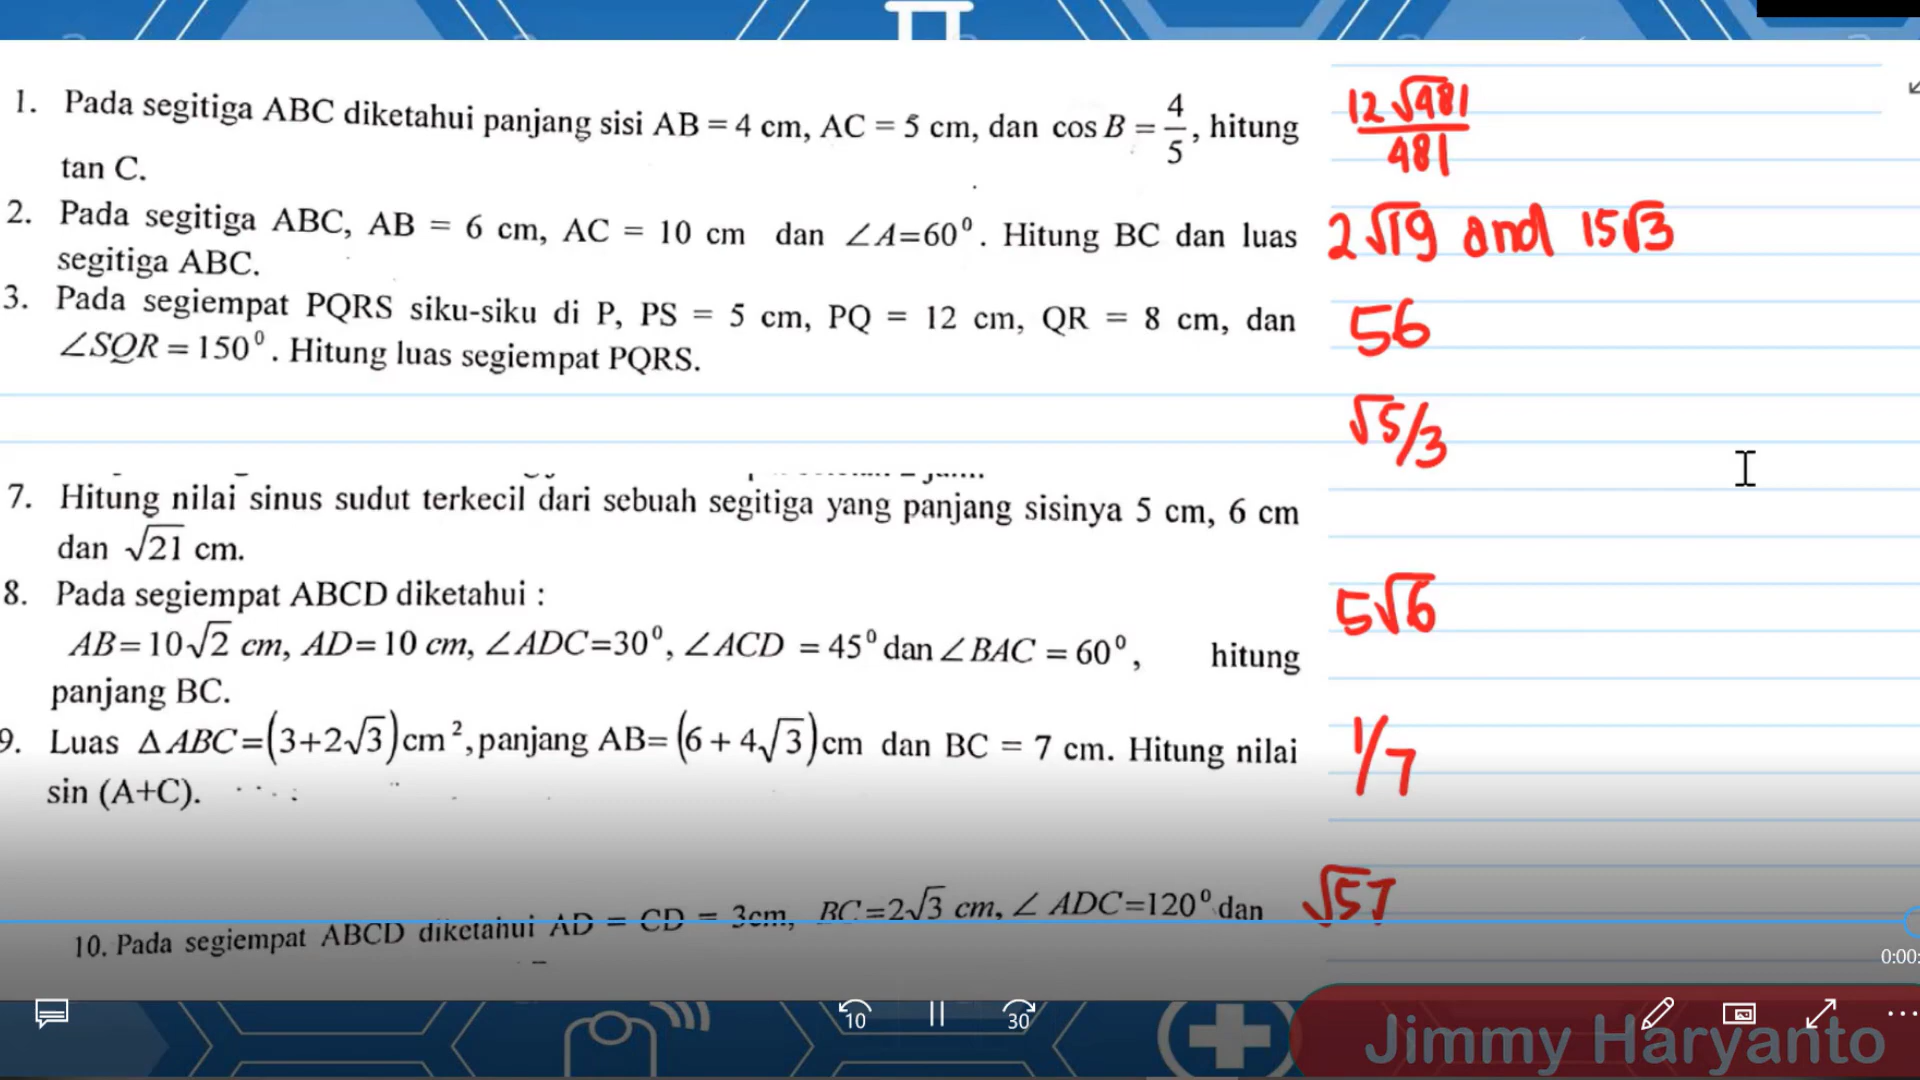 1. Pada segitiga ABC diketahui panjang sisi AB = 4 cm, AC = 5 cm, dan cos B = 4/5, hitung
tan C.
12√481/481
2. Pada segitiga ABC, AB = 6 cm, AC = 10 cm dan ∠A=60⁰. Hitung BC dan luas
segitiga ABC.
2√19 and 15√3
3. Pada segiempat PQRS siku-siku di P, PS = 5 cm, PQ = 12 cm, QR = 8 cm, dan
∠SQR = 150⁰. Hitung luas segiempat PQRS.
56
√5/3
7. Hitung nilai sinus sudut terkecil dari sebuah segitiga yang panjang sisinya 5 cm, 6 cm
dan √21 cm.
8. Pada segiempat ABCD diketahui :
AB=10√2 cm, AD=10 cm, ∠ADC=30⁰, ∠ACD = 45⁰ dan ∠BAC = 60⁰, hitung
panjang BC.
5√6
9. Luas ΔABC=(3+2√3)cm², panjang AB= (6+4√3)cm dan BC = 7 cm. Hitung nilai
sin (A+C).
1/7
10. Pada segiempat ABCD diketahui AD = CD = 3cm, BC=2√3 cm, ∠ ADC=120⁰ dan
√57
0:00:
10
30
Jimmy Haryanto